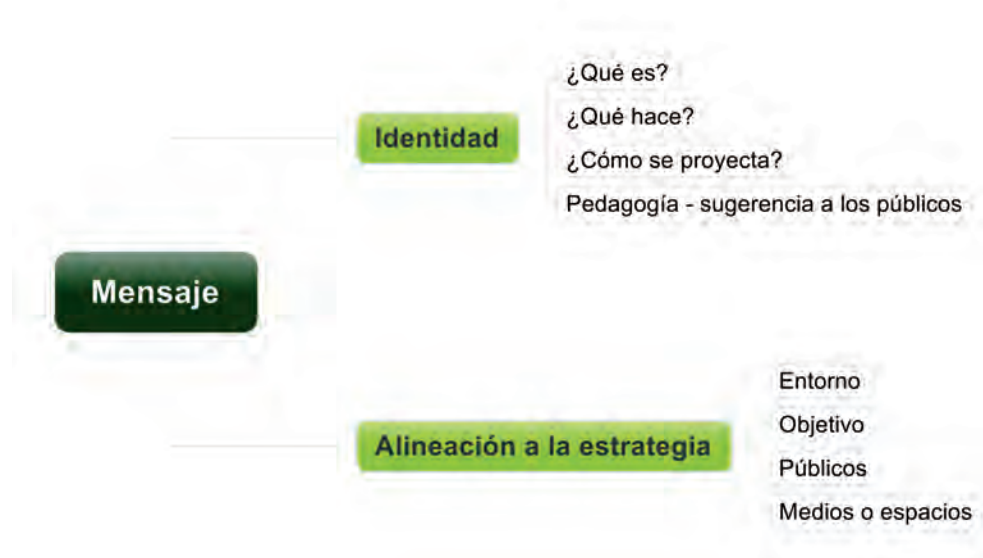 Mensaje
Identidad
¿Qué es?
¿Qué hace?
¿Cómo se proyecta?
Pedagogía - sugerencia a los públicos
Alineación a la estrategia
Entorno
Objetivo
Públicos
Medios o espacios